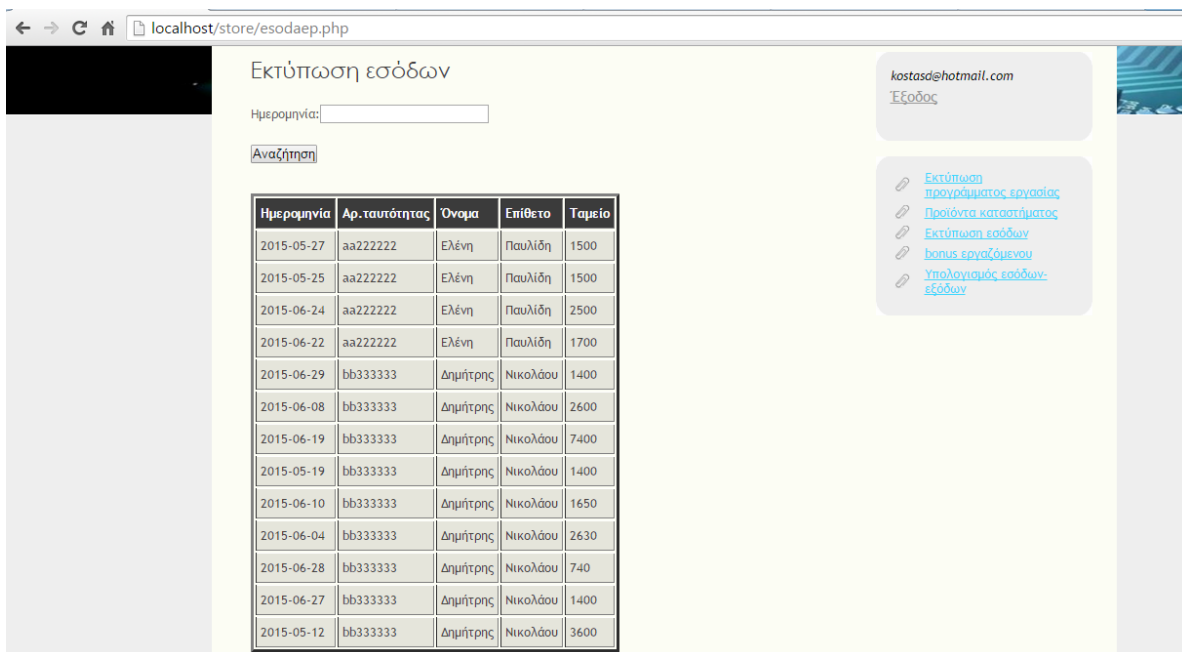 localhost/store/esodaep.php
Εκτύπωση εσόδων
Ημερομηνία:
Αναζήτηση
Ημερομηνία Αρ.ταυτότητας Όνομα Επίθετο Ταμείο
2015-05-27 aa222222 Ελένη Παυλίδη 1500
2015-05-25 aa222222 Ελένη Παυλίδη 1500
2015-06-24 aa222222 Ελένη Παυλίδη 2500
2015-06-22 aa222222 Ελένη Παυλίδη 1700
2015-06-29 bb333333 Δημήτρης Νικολάου 1400
2015-06-08 bb333333 Δημήτρης Νικολάου 2600
2015-06-19 bb333333 Δημήτρης Νικολάου 7400
2015-05-19 bb333333 Δημήτρης Νικολάου 1400
2015-06-10 bb333333 Δημήτρης Νικολάου 1650
2015-06-04 bb333333 Δημήτρης Νικολάου 2630
2015-06-28 bb333333 Δημήτρης Νικολάου 740
2015-06-27 bb333333 Δημήτρης Νικολάου 1400
2015-05-12 bb333333 Δημήτρης Νικολάου 3600
kostasd@hotmail.com
Έξοδος
Εκτύπωση
προγράμματος εργασίας
Προϊόντα καταστήματος
Εκτύπωση εσόδων
bonus εργαζόμενου
Υπολογισμός εσόδων-
εξόδων